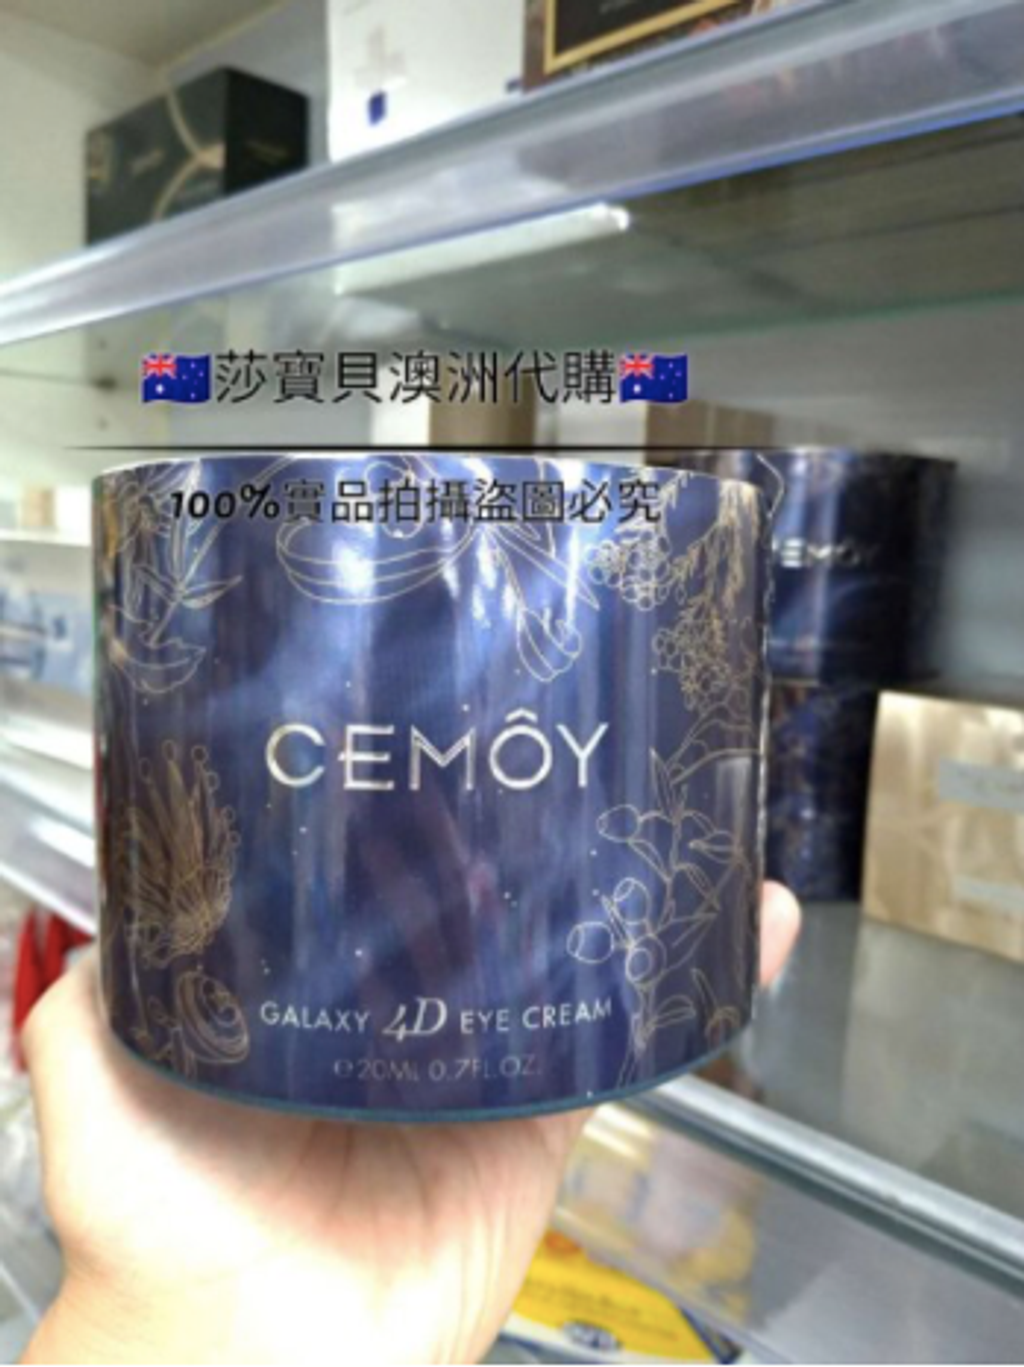 🇦🇺莎寶貝澳洲代購🇦🇺
100%實品拍攝盜圖必究
CEMÔY
CEMÔY
GALAXY 4D EYE CREAM
℮20ML 0.7FL.OZ.